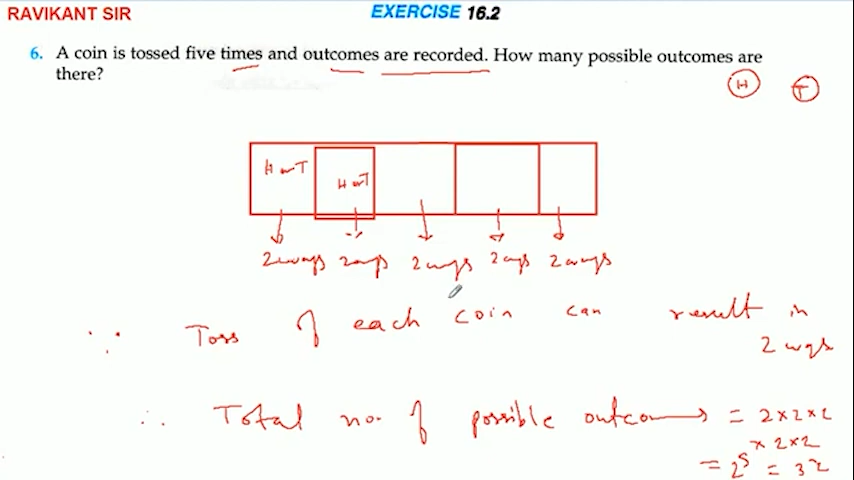 RAVIKANT SIR
EXERCISE 16.2
6. A coin is tossed five times and outcomes are recorded. How many possible outcomes are
there?
H T
H or T H or T
2 ways 2 ways 2 ways 2 ways 2 ways
∵ Toss of each coin can result in
2 ways
∴ Total no. of possible outcomes = 2×2×2
×2×2
= 2⁵ = 32